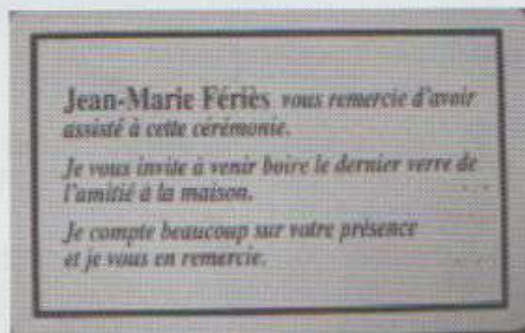 Jean-Marie Fériès vous remercie d'avoir
assisté à cette cérémonie.
Je vous invite à venir boire le dernier verre de
l'amitié à la maison.
Je compte beaucoup sur votre présence
et je vous en remercie.